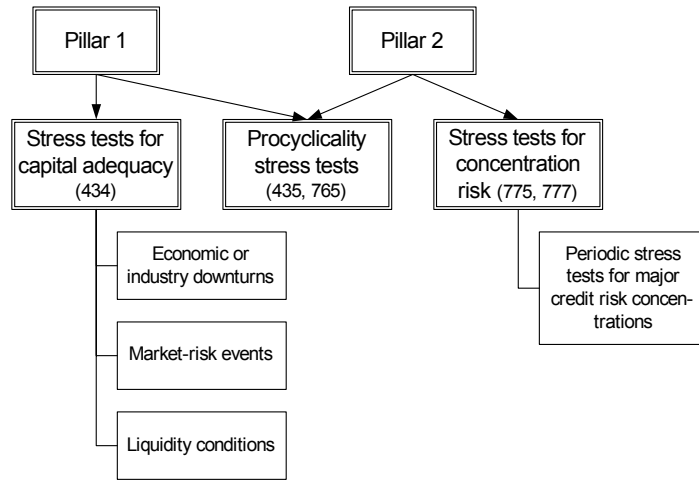 Pillar 1
Pillar 2
Stress tests for
capital adequacy
(434)
Procyclicality
stress tests
(435, 765)
Stress tests for
concentration
risk (775, 777)
Economic or
industry downturns
Market-risk events
Liquidity conditions
Periodic stress
tests for major
credit risk concen-
trations